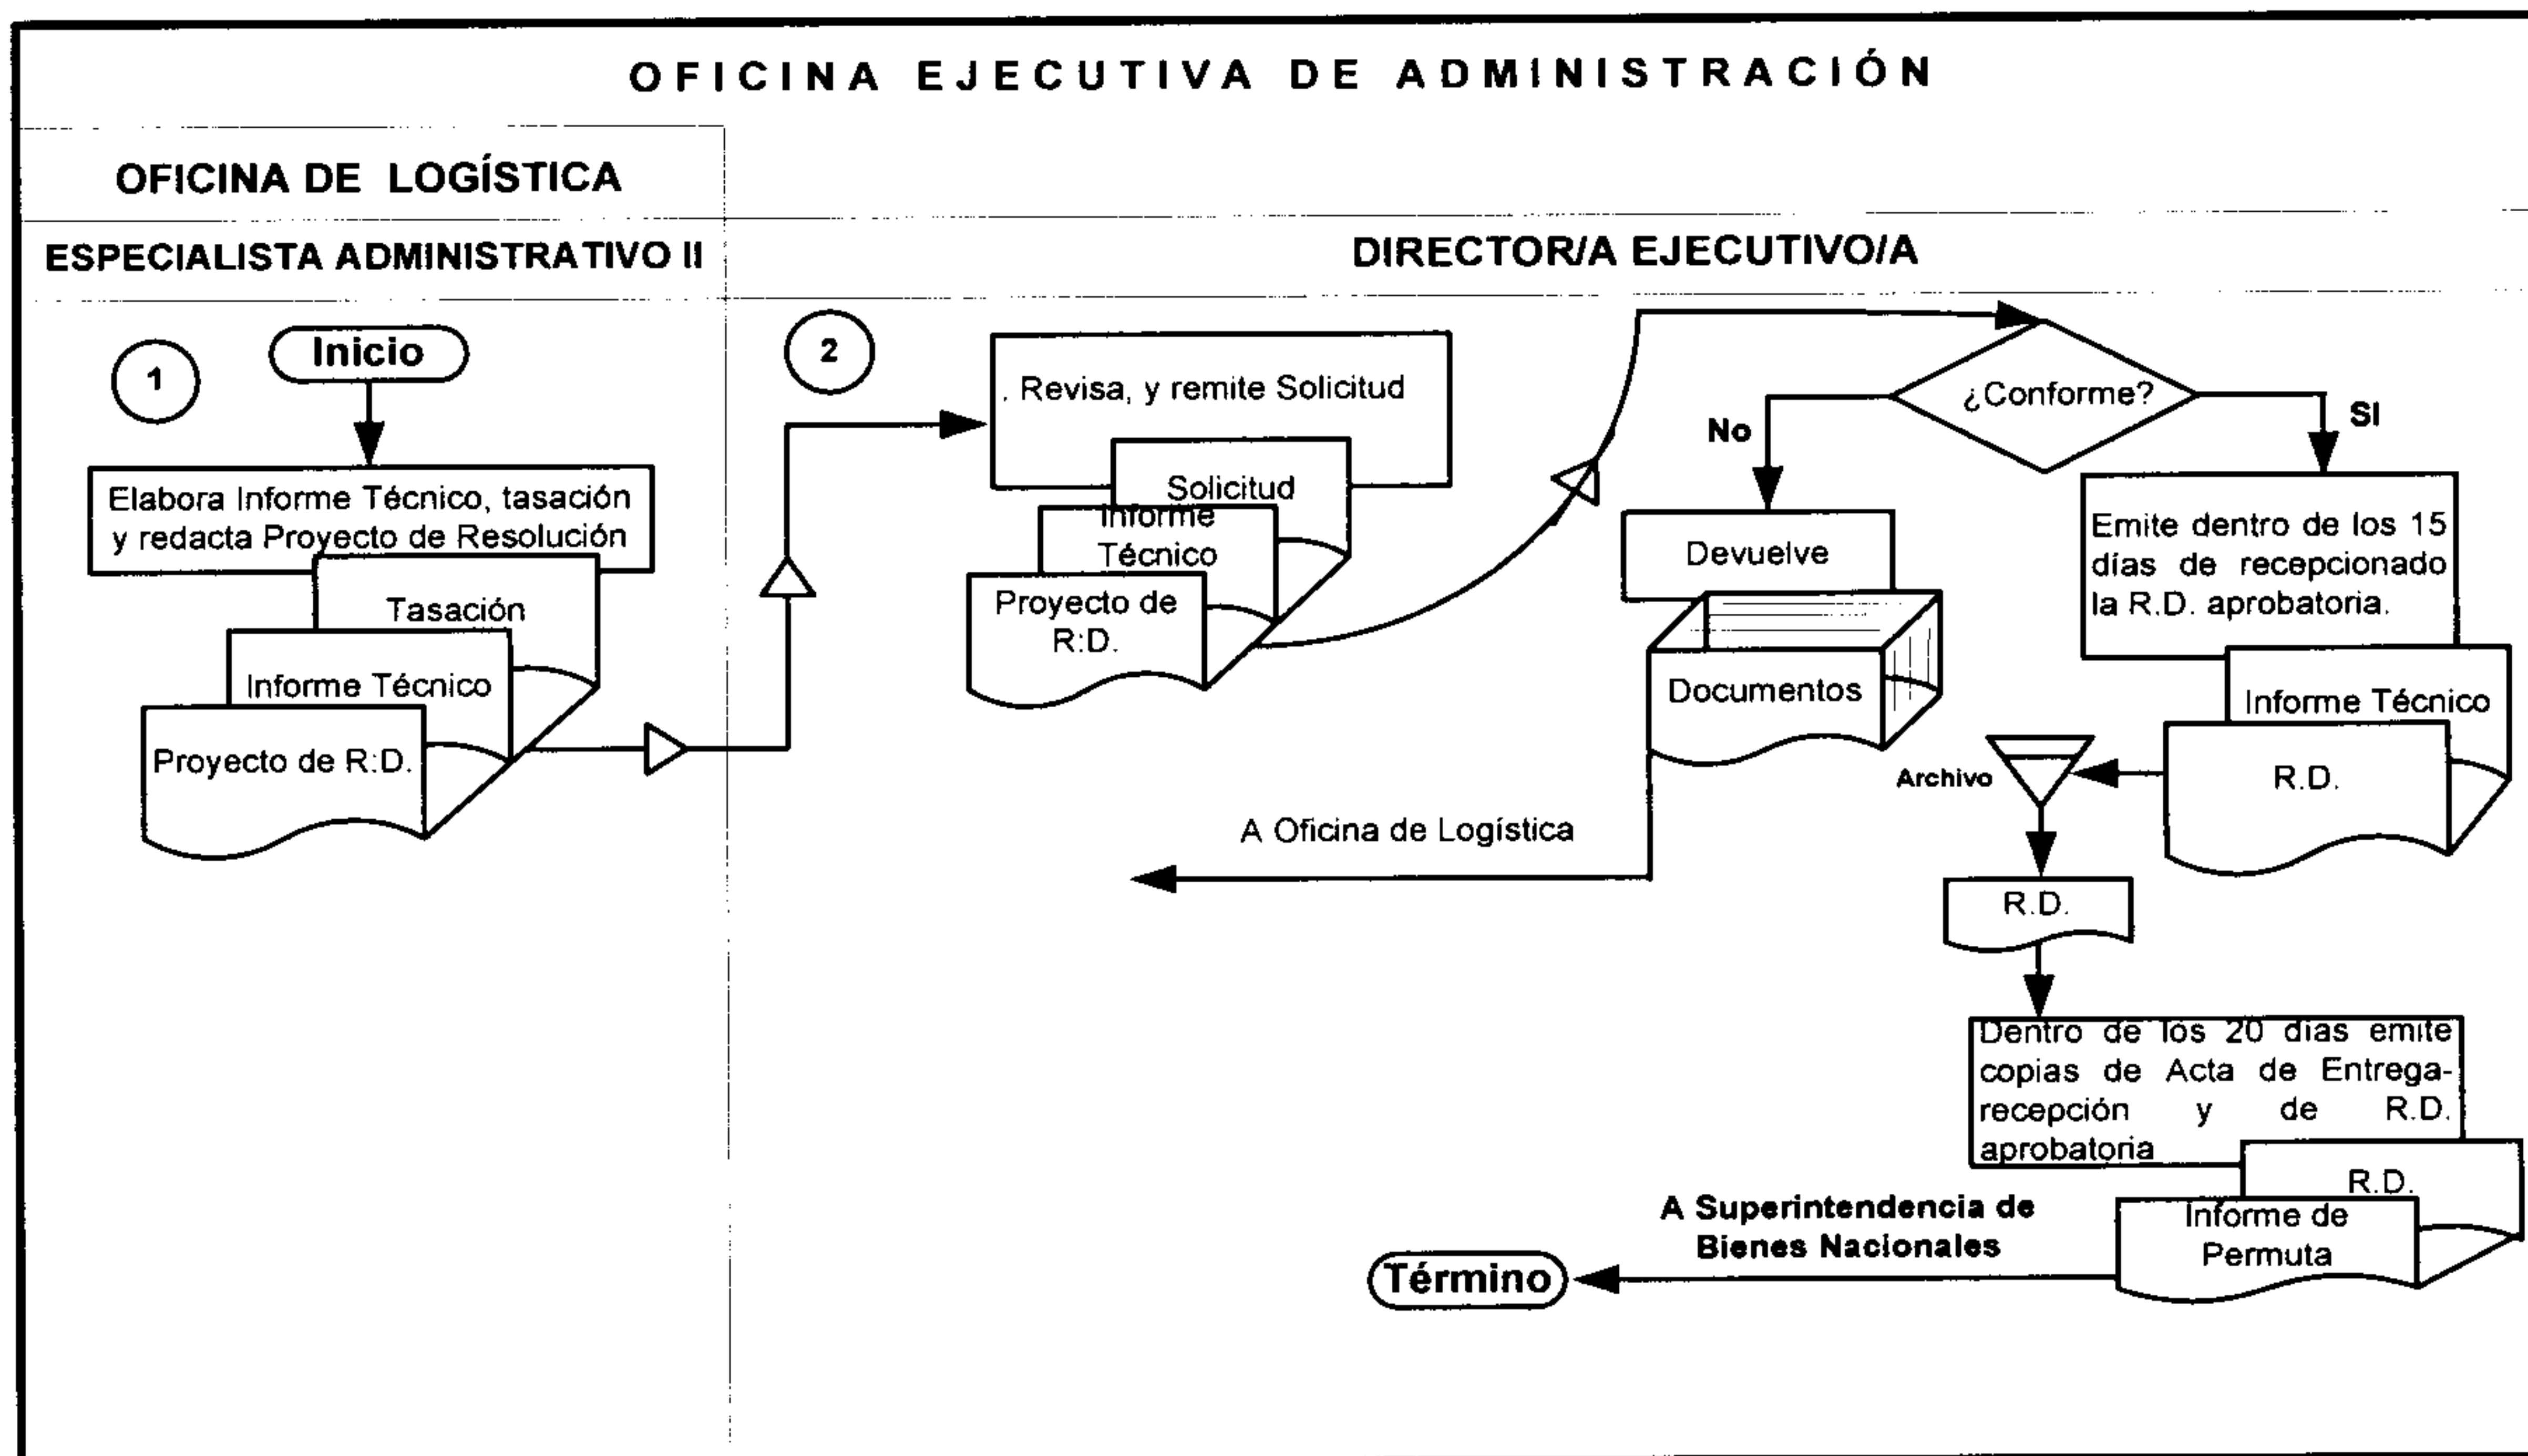 OFICINA EJECUTIVA DE ADMINISTRACIÓN
OFICINA DE LOGÍSTICA
ESPECIALISTA ADMINISTRATIVO II
DIRECTOR/A EJECUTIVO/A
1
Inicio
Elabora Informe Técnico, tasación
y redacta Proyecto de Resolución
Tasación
Informe Técnico
Proyecto de R:D.
2
. Revisa, y remite Solicitud
Solicitud
Informe
Técnico
Proyecto de
R:D.
¿Conforme?
No
SI
Devuelve
Documentos
A Oficina de Logística
Emite dentro de los 15
días de recepcionado
la R.D. aprobatoria.
Informe Técnico
R.D.
Archivo
R.D.
Dentro de los 20 días emite
copias de Acta de Entrega-
recepción y de R.D.
aprobatoria
R.D.
Informe de
Permuta
A Superintendencia de
Bienes Nacionales
Término